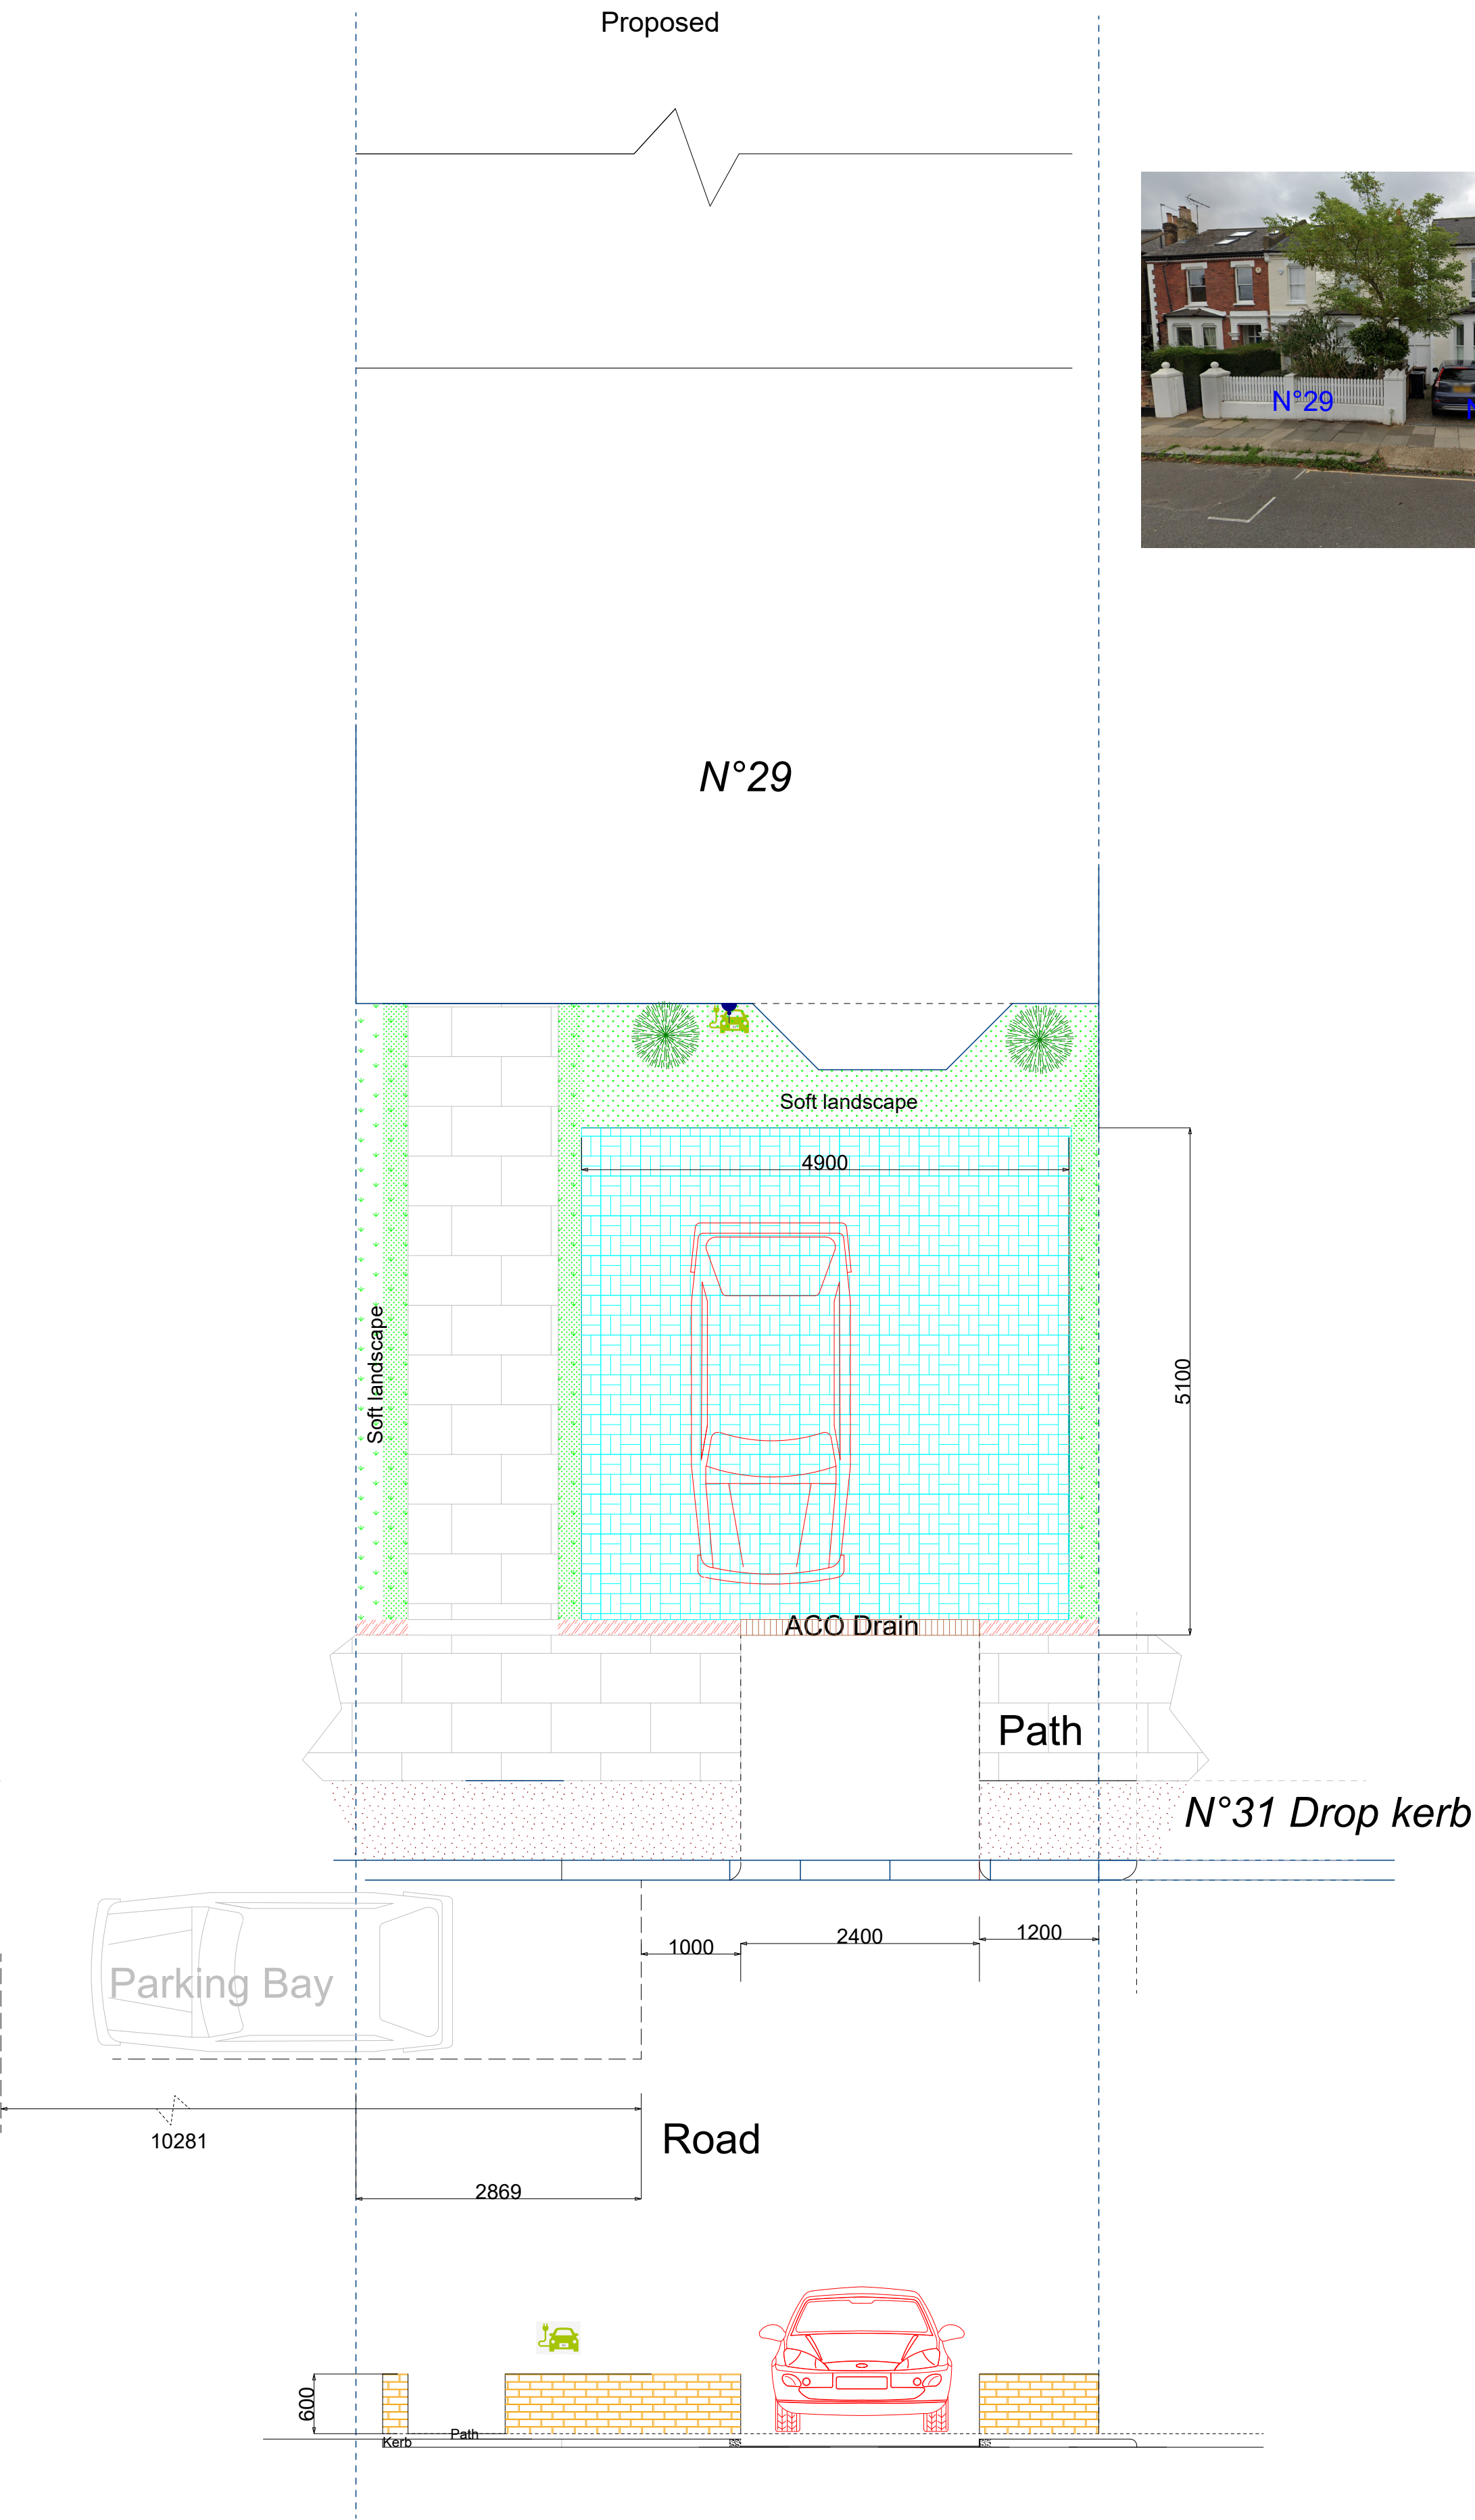 Proposed
N°29
N°29
Soft landscape
4900
Soft landscape
5100
ACO Drain
Path
N°31 Drop kerb
1000
2400
1200
Parking Bay
Road
10281
2869
600
Path
Kerb